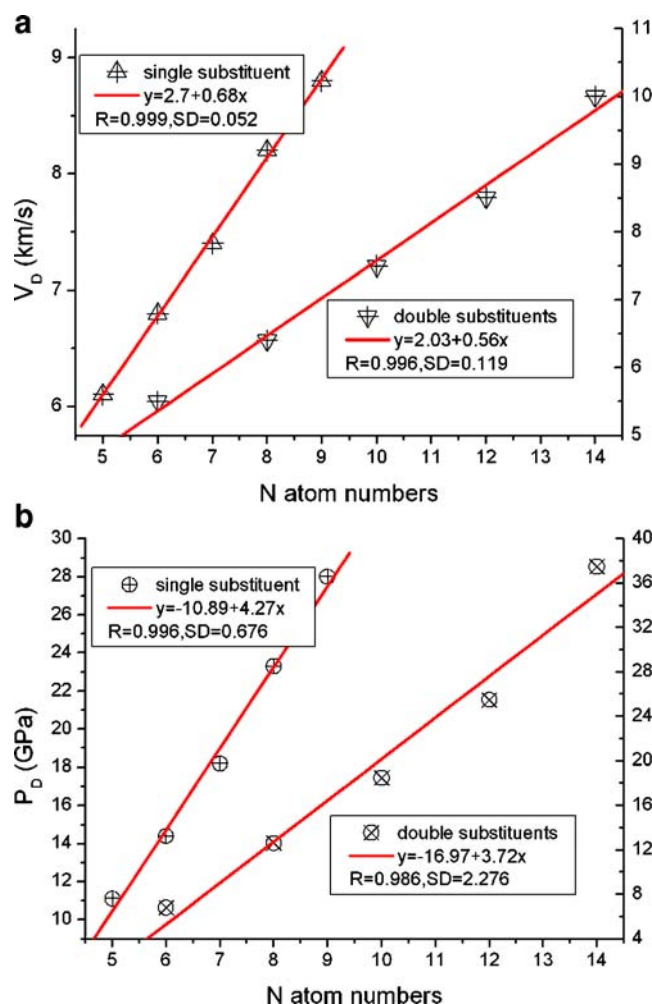 a
9
8
7
6
V_D (km/s)
single substituent
y=2.7+0.68x
R=0.999,SD=0.052
double substituents
y=2.03+0.56x
R=0.996,SD=0.119
11
10
9
8
7
6
5
5 6 7 8 9 10 12 14
N atom numbers
b
30
28
26
24
22
20
18
16
14
12
10
P_D (GPa)
single substituent
y=-10.89+4.27x
R=0.996,SD=0.676
double substituents
y=-16.97+3.72x
R=0.986,SD=2.276
40
36
32
28
24
20
16
12
8
4
5 6 7 8 9 10 12 14
N atom numbers